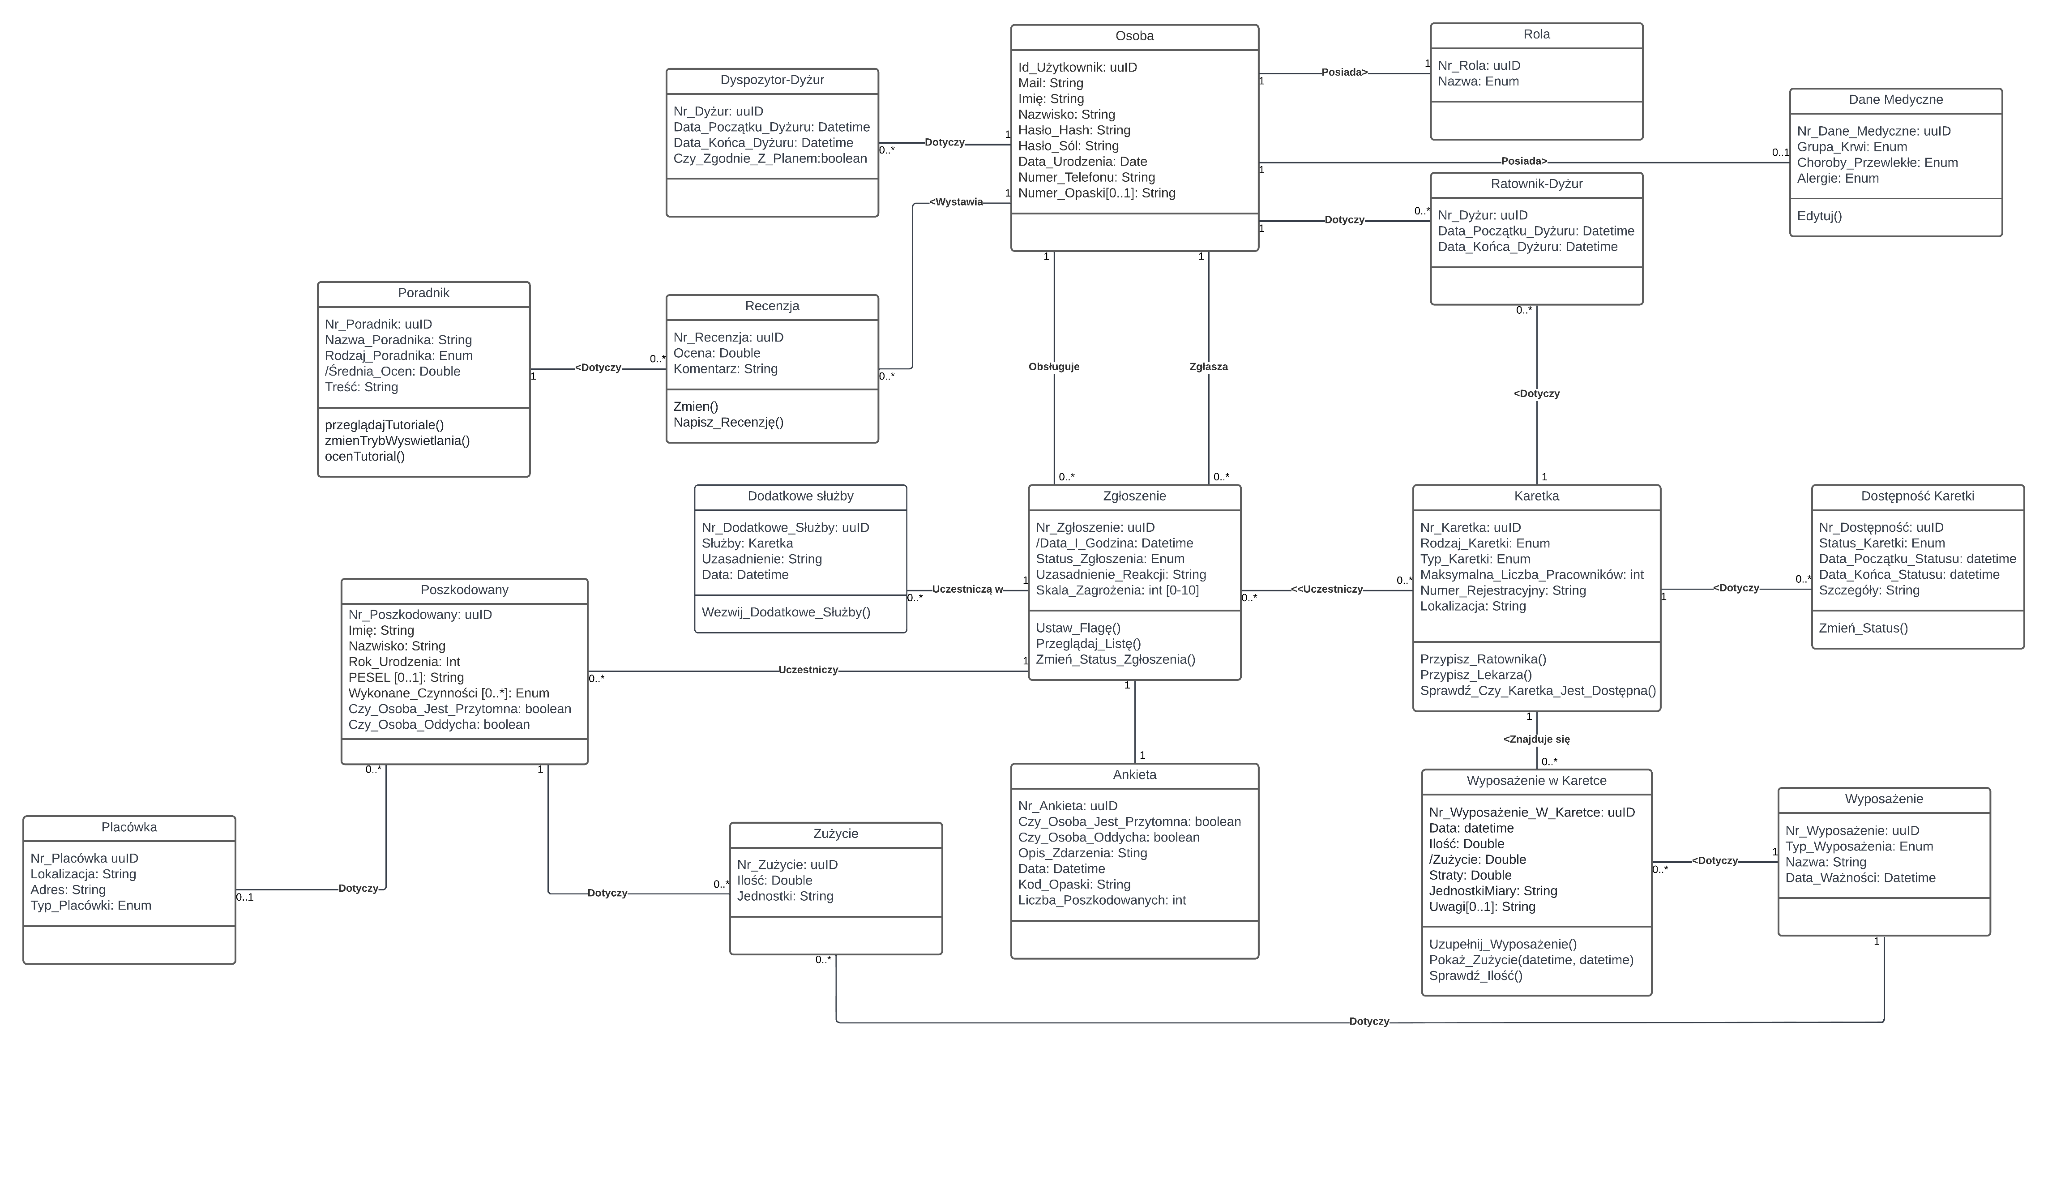 Osoba
Id_Użytkownik: uuID
Mail: String
Imię: String
Nazwisko: String
Hasło_Hash: String
Hasło_Sól: String
Data_Urodzenia: Date
Numer_Telefonu: String
Numer_Opaski[0..1]: String
Rola
Nr_Rola: uuID
Nazwa: Enum
Posiada>
1
1
Dyspozytor-Dyżur
Nr_Dyżur: uuID
Data_Początku_Dyżuru: Datetime
Data_Końca_Dyżuru: Datetime
Czy_Zgodnie_Z_Planem:boolean
0..*
Dotyczy
1
Dane Medyczne
Nr_Dane_Medyczne: uuID
Grupa_Krwi: Enum
Choroby_Przewlekłe: Enum
Alergie: Enum
Edytuj()
1
Posiada>
0..1
Ratownik-Dyżur
Nr_Dyżur: uuID
Data_Początku_Dyżuru: Datetime
Data_Końca_Dyżuru: Datetime
1
Dotyczy
0..*
<Wystawia
1
0..*
Poradnik
Nr_Poradnik: uuID
Nazwa_Poradnika: String
Rodzaj_Poradnika: Enum
/Średnia_Ocen: Double
Treść: String
przeglądajTutoriale()
zmienTrybWyswietlania()
ocenTutorial()
1
<Dotyczy
0..*
Recenzja
Nr_Recenzja: uuID
Ocena: Double
Komentarz: String
Zmien()
Napisz_Recenzję()
1
Obsługuje
0..*
1
Zgłasza
0..*
0..*
<Dotyczy
1
Dodatkowe służby
Nr_Dodatkowe_Służby: uuID
Służby: Karetka
Uzasadnienie: String
Data: Datetime
Wezwij_Dodatkowe_Służby()
0..*
Uczestniczą w
1
Zgłoszenie
Nr_Zgłoszenie: uuID
/Data_I_Godzina: Datetime
Status_Zgłoszenia: Enum
Uzasadnienie_Reakcji: String
Skala_Zagrożenia: int [0-10]
Ustaw_Flagę()
Przeglądaj_Listę()
Zmień_Status_Zgłoszenia()
0..*
<<Uczestniczy
0..*
Karetka
Nr_Karetka: uuID
Rodzaj_Karetki: Enum
Typ_Karetki: Enum
Maksymalna_Liczba_Pracowników: int
Numer_Rejestracyjny: String
Lokalizacja: String
Przypisz_Ratownika()
Przypisz_Lekarza()
Sprawdź_Czy_Karetka_Jest_Dostępna()
1
<Dotyczy
0..*
Dostępność Karetki
Nr_Dostępność: uuID
Status_Karetki: Enum
Data_Początku_Statusu: datetime
Data_Końca_Statusu: datetime
Szczegóły: String
Zmień_Status()
Poszkodowany
Nr_Poszkodowany: uuID
Imię: String
Nazwisko: String
Rok_Urodzenia: Int
PESEL [0..1]: String
Wykonane_Czynności [0..*]: Enum
Czy_Osoba_Jest_Przytomna: boolean
Czy_Osoba_Oddycha: boolean
0..*
Uczestniczy
1
1
1
1
<Znajduje się
0..*
Ankieta
Nr_Ankieta: uuID
Czy_Osoba_Jest_Przytomna: boolean
Czy_Osoba_Oddycha: boolean
Opis_Zdarzenia: Sting
Data: Datetime
Kod_Opaski: String
Liczba_Poszkodowanych: int
Wyposażenie w Karetce
Nr_Wyposażenie_W_Karetce: uuID
Data: datetime
Ilość: Double
/Zużycie: Double
Straty: Double
JednostkiMiary: String
Uwagi[0..1]: String
Uzupełnij_Wyposażenie()
Pokaż_Zużycie(datetime, datetime)
Sprawdź_Ilość()
0..*
<Dotyczy
1
Wyposażenie
Nr_Wyposażenie: uuID
Typ_Wyposażenia: Enum
Nazwa: String
Data_Ważności: Datetime
Placówka
Nr_Placówka uuID
Lokalizacja: String
Adres: String
Typ_Placówki: Enum
0..1
Dotyczy
0..*
1
Dotyczy
0..*
Zużycie
Nr_Zużycie: uuID
Ilość: Double
Jednostki: String
0..*
Dotyczy
1